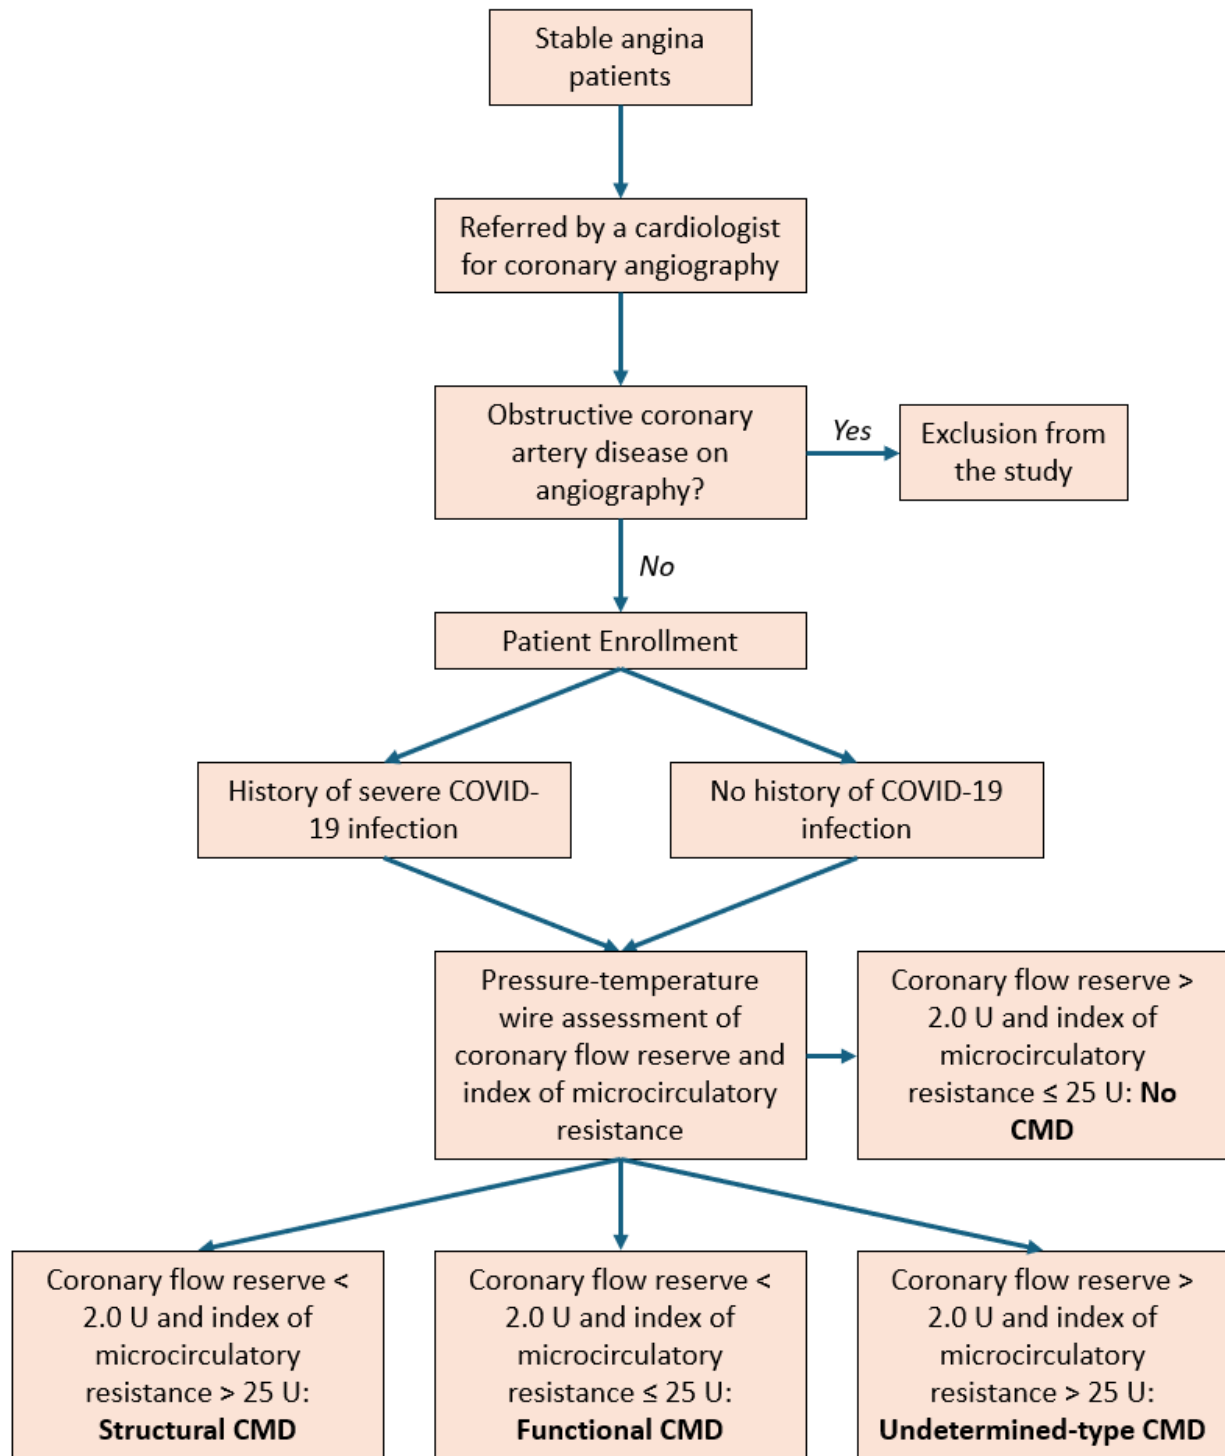 Stable angina
patients
Referred by a cardiologist
for coronary angiography
Obstructive coronary
artery disease on
angiography?
Yes
Exclusion from
the study
No
Patient Enrollment
History of severe COVID-
19 infection
No history of COVID-19
infection
Pressure-temperature
wire assessment of
coronary flow reserve and
index of microcirculatory
resistance
Coronary flow reserve >
2.0 U and index of
microcirculatory
resistance ≤ 25 U: No
CMD
Coronary flow reserve <
2.0 U and index of
microcirculatory
resistance > 25 U:
Structural CMD
Coronary flow reserve <
2.0 U and index of
microcirculatory
resistance ≤ 25 U:
Functional CMD
Coronary flow reserve >
2.0 U and index of
microcirculatory
resistance > 25 U:
Undetermined-type CMD